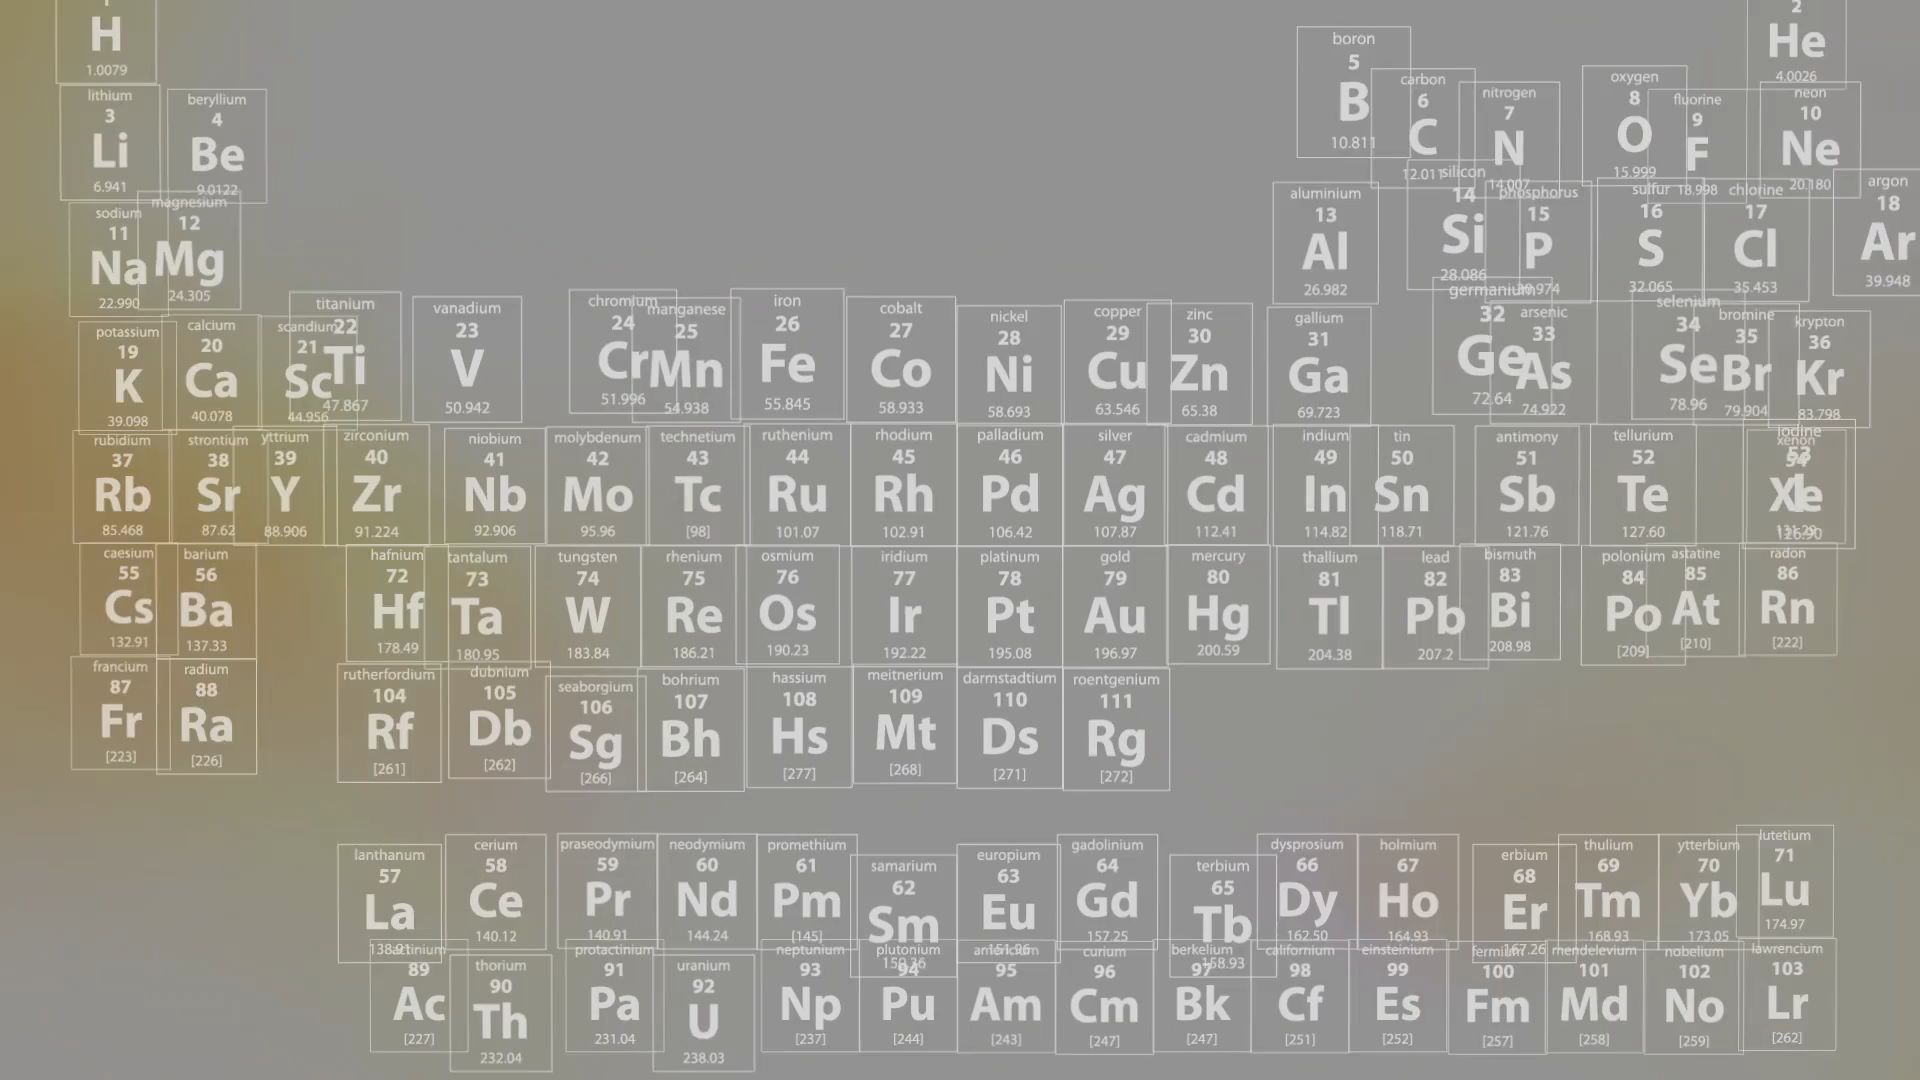 H
1.0079
2
He
4.0026
boron
5
B
10.811
carbon
6
C
12.011
nitrogen
7
N
14.007
oxygen
8
O
15.999
fluorine
9
F
18.998
neon
10
Ne
20.180
lithium
3
Li
6.941
beryllium
4
Be
9.0122
sodium
11
Na
22.990
magnesium
12
Mg
24.305
aluminium
13
Al
26.982
silicon
14
Si
28.086
phosphorus
15
P
sulfur
16
S
32.065
chlorine
17
Cl
35.453
argon
18
Ar
39.948
potassium
19
K
39.098
calcium
20
Ca
40.078
scandium
21
Sc
44.956
titanium
22
Ti
47.867
vanadium
23
V
50.942
chromium
24
Cr
51.996
manganese
25
Mn
54.938
iron
26
Fe
55.845
cobalt
27
Co
58.933
nickel
28
Ni
58.693
copper
29
Cu
63.546
zinc
30
Zn
65.38
gallium
31
Ga
69.723
germanium
32
Ge
72.64
arsenic
33
As
74.922
selenium
34
Se
78.96
bromine
35
Br
79.904
krypton
36
Kr
83.798
rubidium
37
Rb
85.468
strontium
38
Sr
87.62
yttrium
39
Y
88.906
zirconium
40
Zr
91.224
niobium
41
Nb
92.906
molybdenum
42
Mo
95.96
technetium
43
Tc
[98]
ruthenium
44
Ru
101.07
rhodium
45
Rh
102.91
palladium
46
Pd
106.42
silver
47
Ag
107.87
cadmium
48
Cd
112.41
indium
49
In
114.82
tin
50
Sn
118.71
antimony
51
Sb
121.76
tellurium
52
Te
127.60
iodine
53
I
126.90
xenon
54
Xe
131.29
caesium
55
Cs
132.91
barium
56
Ba
137.33
hafnium
72
Hf
178.49
tantalum
73
Ta
180.95
tungsten
74
W
183.84
rhenium
75
Re
186.21
osmium
76
Os
190.23
iridium
77
Ir
192.22
platinum
78
Pt
195.08
gold
79
Au
196.97
mercury
80
Hg
200.59
thallium
81
Tl
204.38
lead
82
Pb
207.2
bismuth
83
Bi
208.98
polonium
84
Po
[209]
astatine
85
At
[210]
radon
86
Rn
[222]
francium
87
Fr
[223]
radium
88
Ra
[226]
rutherfordium
104
Rf
[261]
dubnium
105
Db
[262]
seaborgium
106
Sg
[266]
bohrium
107
Bh
[264]
hassium
108
Hs
[277]
meitnerium
109
Mt
[268]
darmstadtium
110
Ds
[271]
roentgenium
111
Rg
[272]
lanthanum
57
La
138.91
cerium
58
Ce
140.12
praseodymium
59
Pr
140.91
neodymium
60
Nd
144.24
promethium
61
Pm
[145]
samarium
62
Sm
150.36
europium
63
Eu
151.96
gadolinium
64
Gd
157.25
terbium
65
Tb
158.93
dysprosium
66
Dy
162.50
holmium
67
Ho
164.93
erbium
68
Er
167.26
thulium
69
Tm
168.93
ytterbium
70
Yb
173.05
lutetium
71
Lu
174.97
actinium
89
Ac
[227]
thorium
90
Th
232.04
protactinium
91
Pa
231.04
uranium
92
U
238.03
neptunium
93
Np
[237]
plutonium
94
Pu
[244]
americium
95
Am
[243]
curium
96
Cm
[247]
berkelium
97
Bk
[247]
californium
98
Cf
[251]
einsteinium
99
Es
[252]
fermium
100
Fm
[257]
mendelevium
101
Md
[258]
nobelium
102
No
[259]
lawrencium
103
Lr
[262]